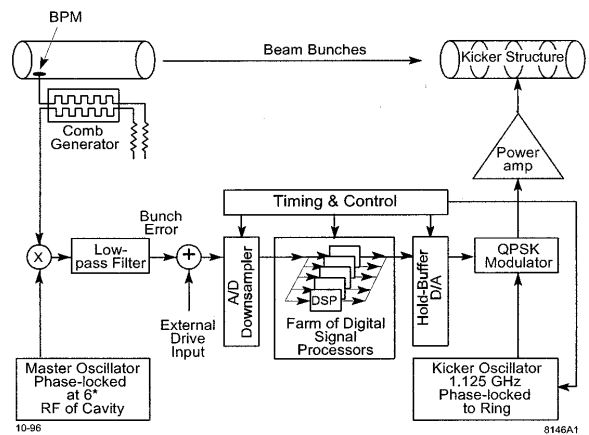 BPM
Beam Bunches
Kicker Structure
Comb
Generator
Power
amp
Timing & Control
Bunch
Error
X
Low-
pass Filter
+
A/D
Downsampler
DSP
Farm of Digital
Signal
Processors
Hold-Buffer
D/A
QPSK
Modulator
External
Drive
Input
Master Oscillator
Phase-locked
at 6*
RF of Cavity
Kicker Oscillator
1.125 GHz
Phase-locked
to Ring
10-96
8146A1